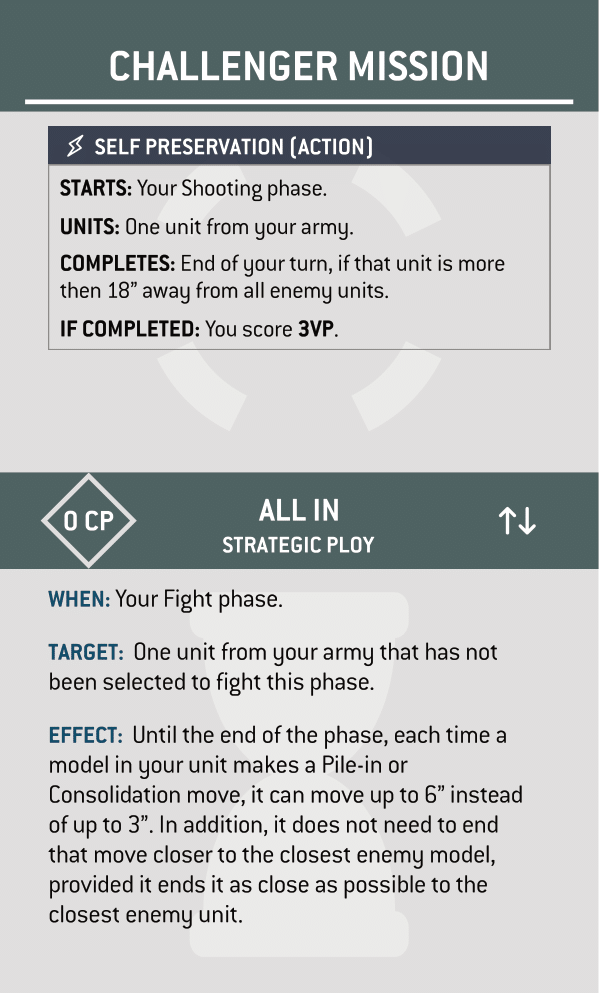 CHALLENGER MISSION
SELF PRESERVATION (ACTION)
STARTS: Your Shooting phase.
UNITS: One unit from your army.
COMPLETES: End of your turn, if that unit is more
then 18” away from all enemy units.
IF COMPLETED: You score 3VP.
0 CP
ALL IN
STRATEGIC PLOY
WHEN: Your Fight phase.
TARGET: One unit from your army that has not
been selected to fight this phase.
EFFECT: Until the end of the phase, each time a
model in your unit makes a Pile-in or
Consolidation move, it can move up to 6” instead
of up to 3”. In addition, it does not need to end
that move closer to the closest enemy model,
provided it ends it as close as possible to the
closest enemy unit.